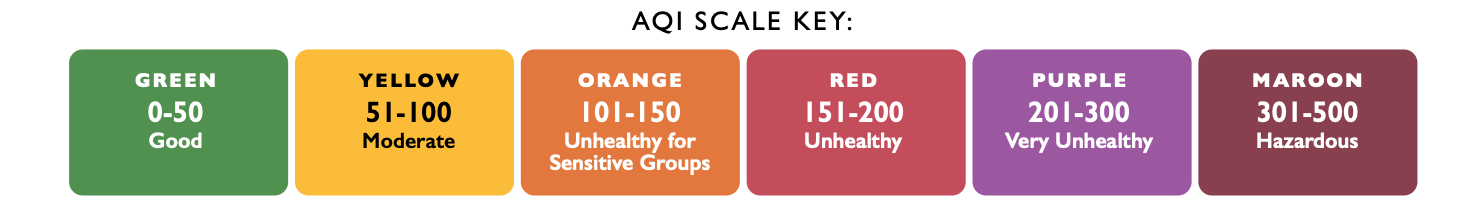 AQI SCALE KEY:
GREEN
0-50
Good
YELLOW
51-100
Moderate
ORANGE
101-150
Unhealthy for
Sensitive Groups
RED
151-200
Unhealthy
PURPLE
201-300
Very Unhealthy
MAROON
301-500
Hazardous